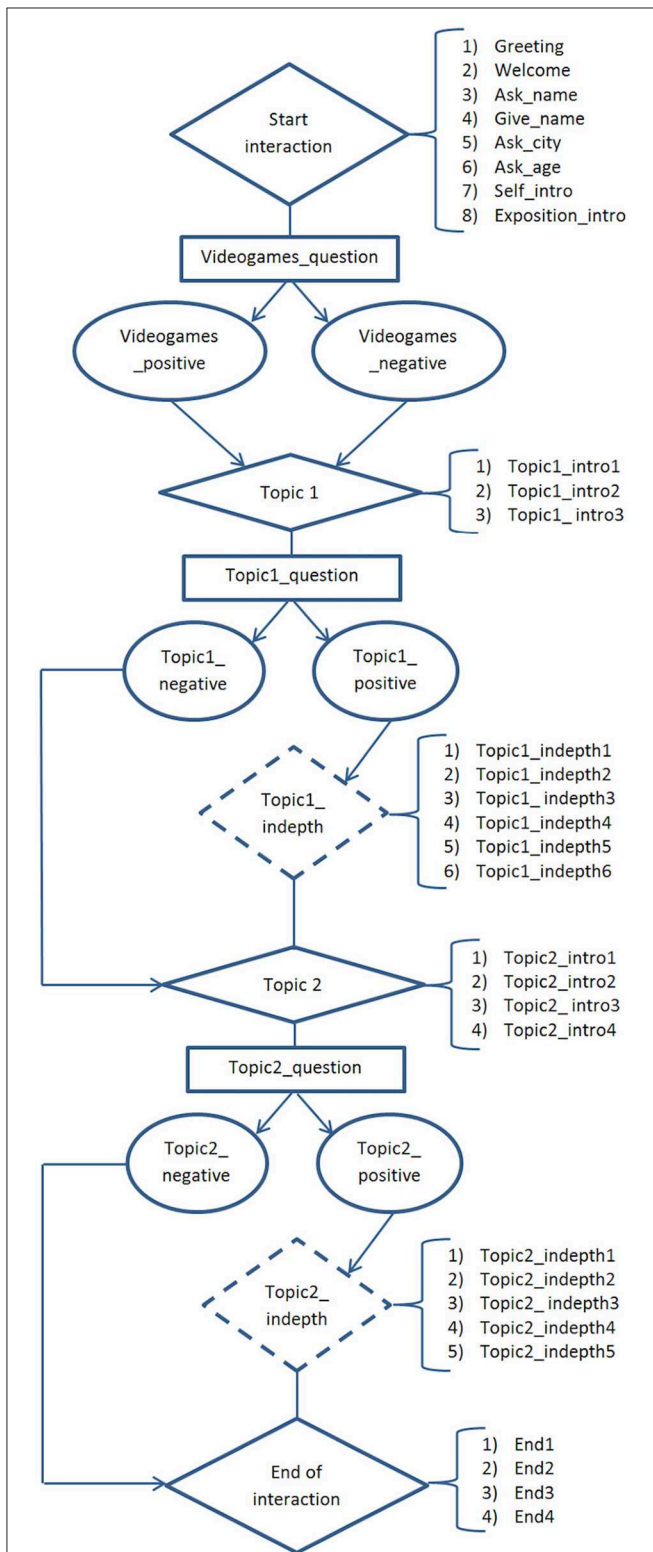 Start
interaction
1) Greeting
2) Welcome
3) Ask_name
4) Give_name
5) Ask_city
6) Ask_age
7) Self_intro
8) Exposition_intro
Videogames_question
Videogames
_positive
Videogames
_negative
Topic 1
1) Topic1_intro1
2) Topic1_intro2
3) Topic1_ intro3
Topic1_question
Topic1_
negative
Topic1_
positive
Topic1_
indepth
1) Topic1_indepth1
2) Topic1_indepth2
3) Topic1_ indepth3
4) Topic1_indepth4
5) Topic1_indepth5
6) Topic1_indepth6
Topic 2
1) Topic2_intro1
2) Topic2_intro2
3) Topic2_ intro3
4) Topic2_intro4
Topic2_question
Topic2_
negative
Topic2_
positive
Topic2_
indepth
1) Topic2_indepth1
2) Topic2_indepth2
3) Topic2_ indepth3
4) Topic2_indepth4
5) Topic2_indepth5
End of
interaction
1) End1
2) End2
3) End3
4) End4